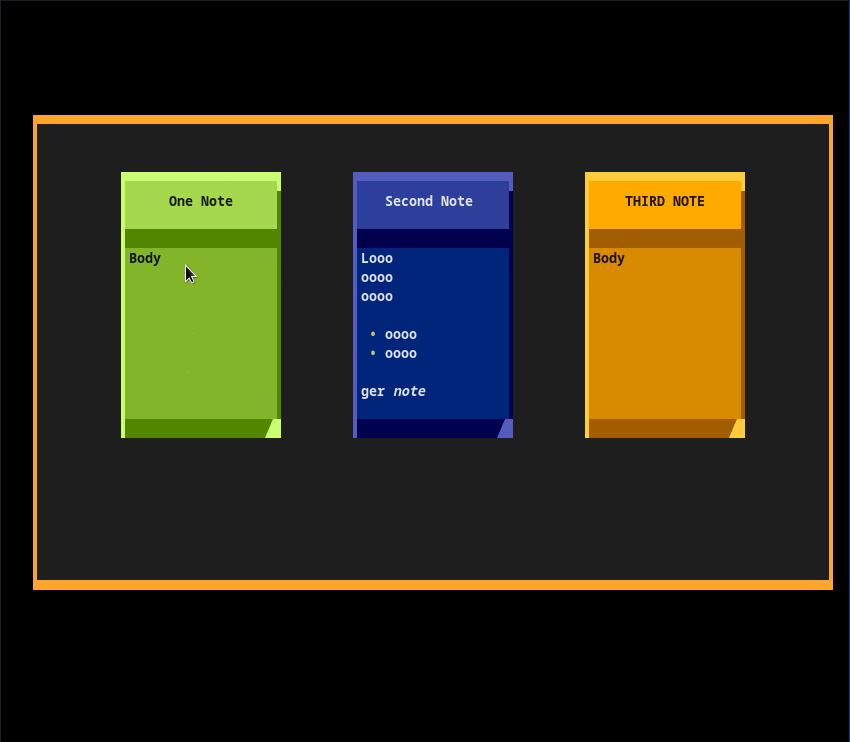 One Note
Body
Second Note
Looo
oooo
oooo
• oooo
• oooo
ger note
THIRD NOTE
Body